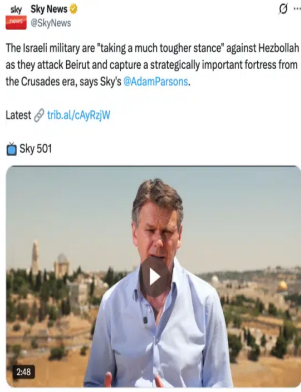 sky Sky News
news @SkyNews
The Israeli military are "taking a much tougher stance" against Hezbollah
as they attack Beirut and capture a strategically important fortress from
the Crusades era, says Sky's @AdamParsons.
Latest trib.al/cAyRzjW
Sky 501
2:48